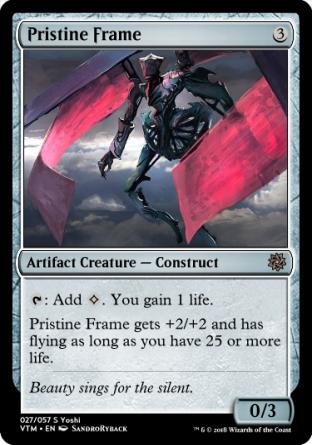 Pristine Frame 3
Artifact Creature — Construct
: Add . You gain 1 life.
Pristine Frame gets +2/+2 and has
flying as long as you have 25 or more
life.
Beauty sings for the silent.
0/3
027/057 S Yoshi
VTM • EN SandroRyback
™ & © 2018 Wizards of the Coast